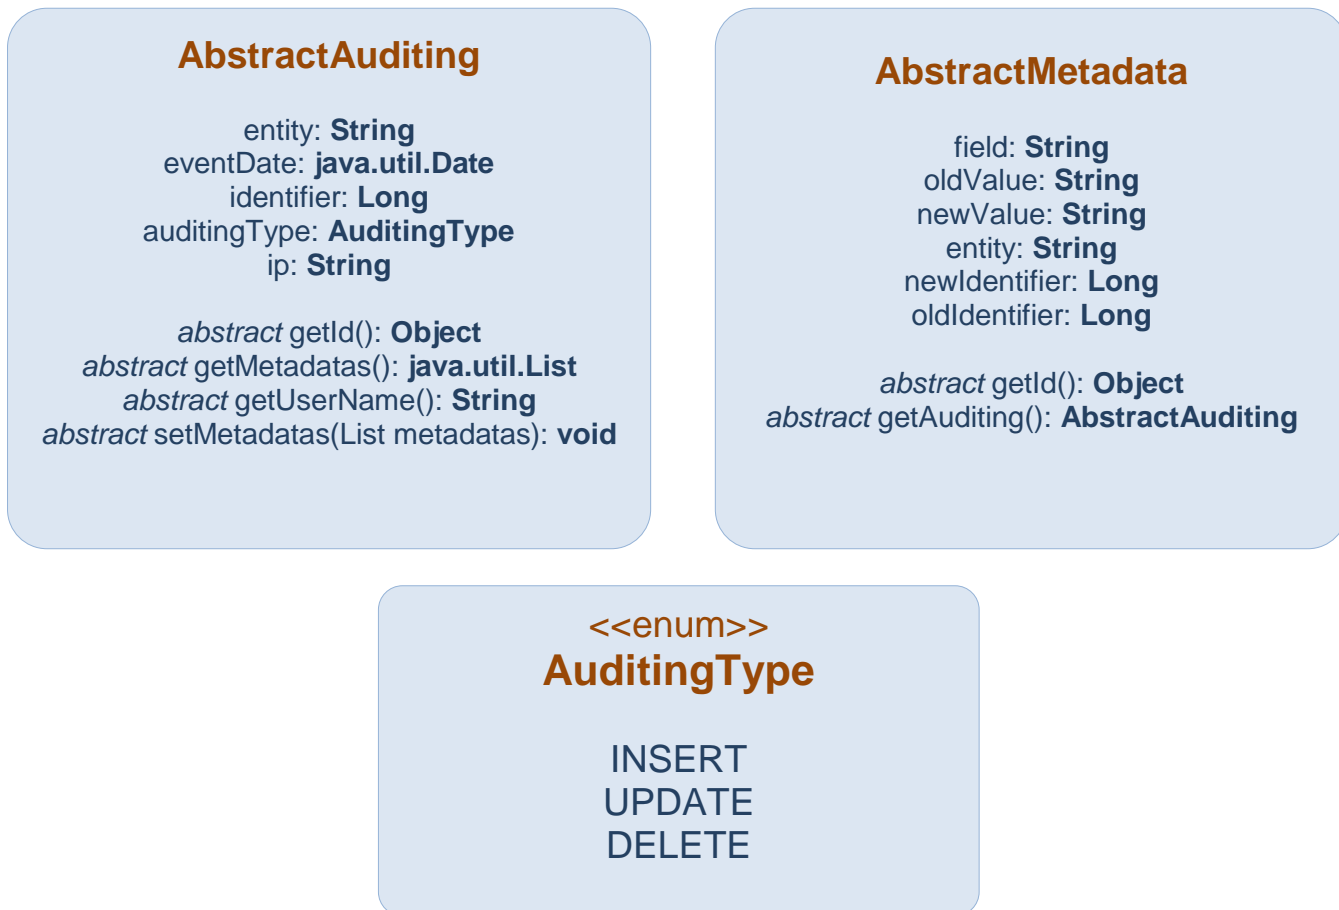 AbstractAuditing
entity: String
eventDate: java.util.Date
identifier: Long
auditingType: AuditingType
ip: String
abstract getId(): Object
abstract getMetadatas(): java.util.List
abstract getUserName(): String
abstract setMetadatas(List metadatas): void
AbstractMetadata
field: String
oldValue: String
newValue: String
entity: String
newIdentifier: Long
oldIdentifier: Long
abstract getId(): Object
abstract getAuditing(): AbstractAuditing
<<enum>>
AuditingType
INSERT
UPDATE
DELETE